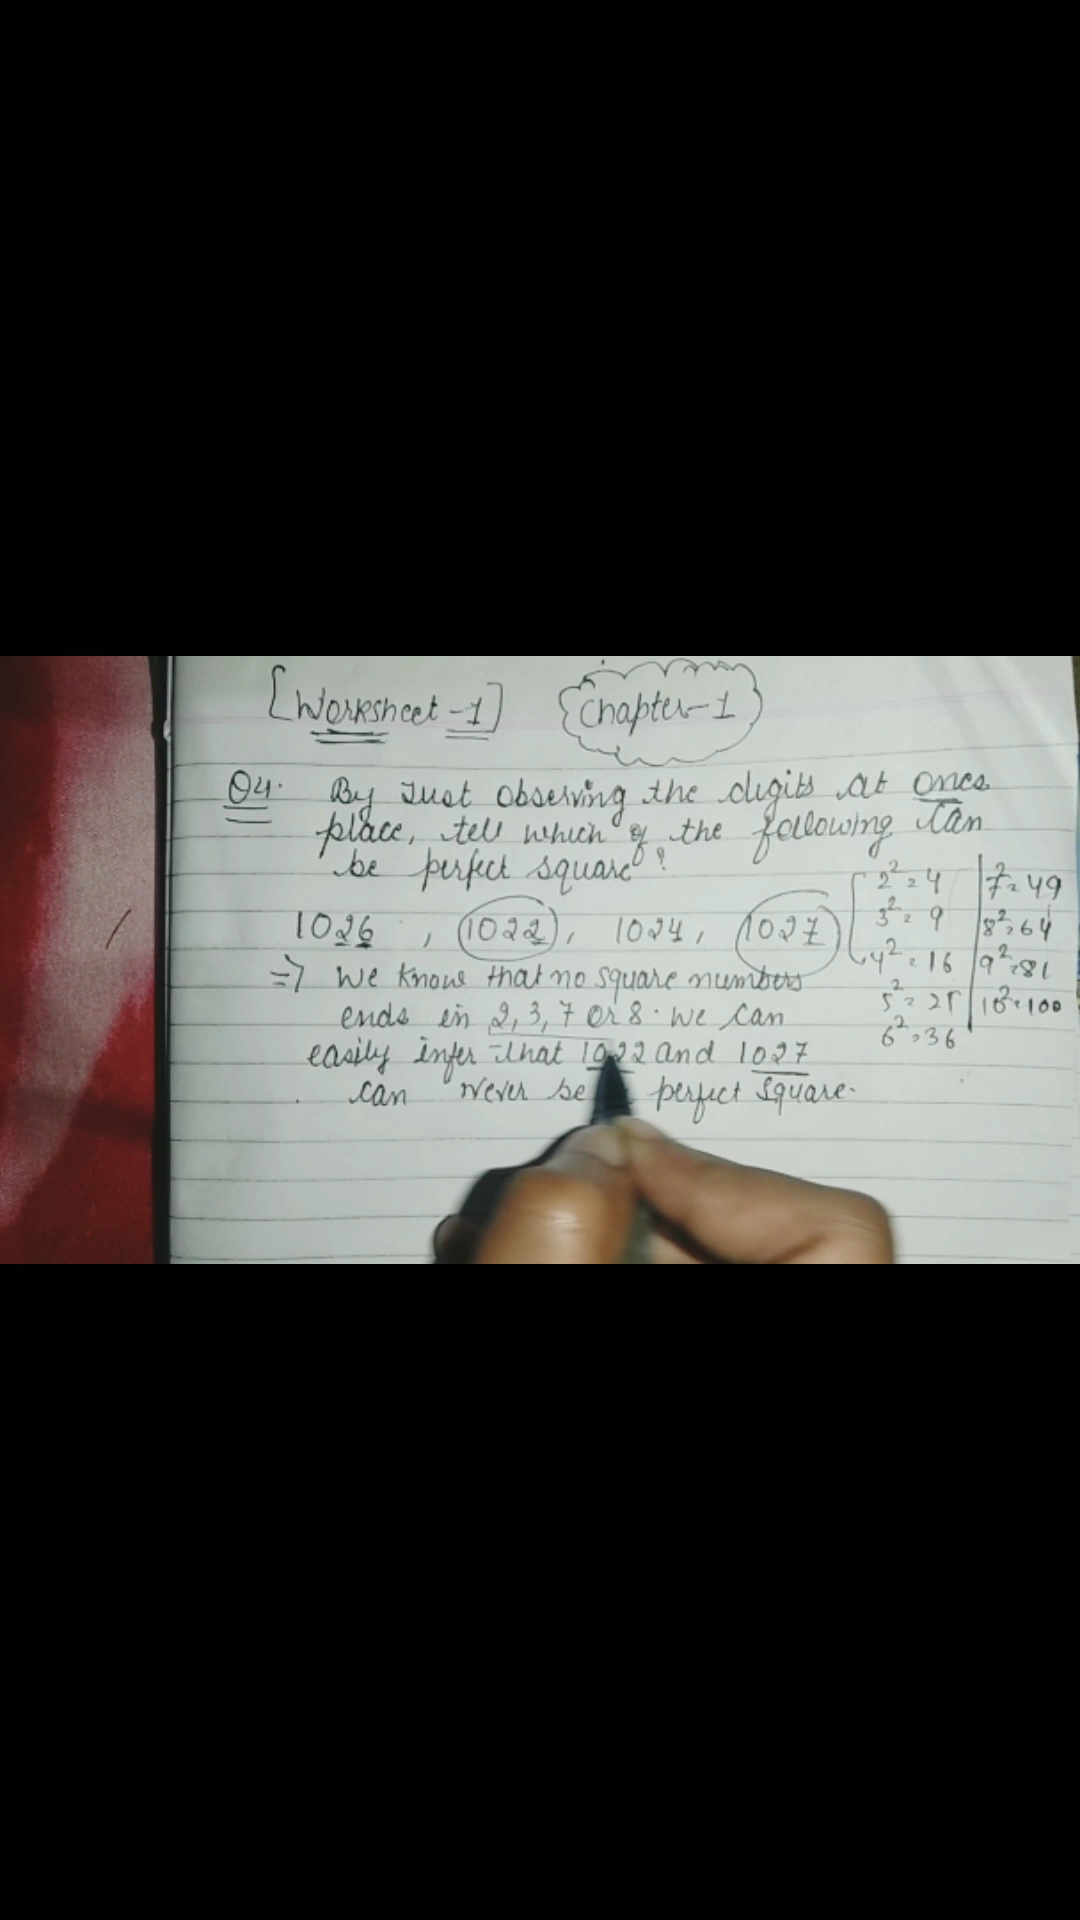 [Worksheet-1] Chapter-1
Q4. By Just observing the digits at ones
place, tell which of the following can
be perfect square?
1026, 1022, 1024, 1027
=> We know that no square numbers
ends in 2, 3, 7 or 8. We can
easily infer that 1022 and 1027
can never be perfect square.
2² = 4
3² = 9
4² = 16
5² = 25
6² = 36
7² = 49
8² = 64
9² = 81
10² = 100